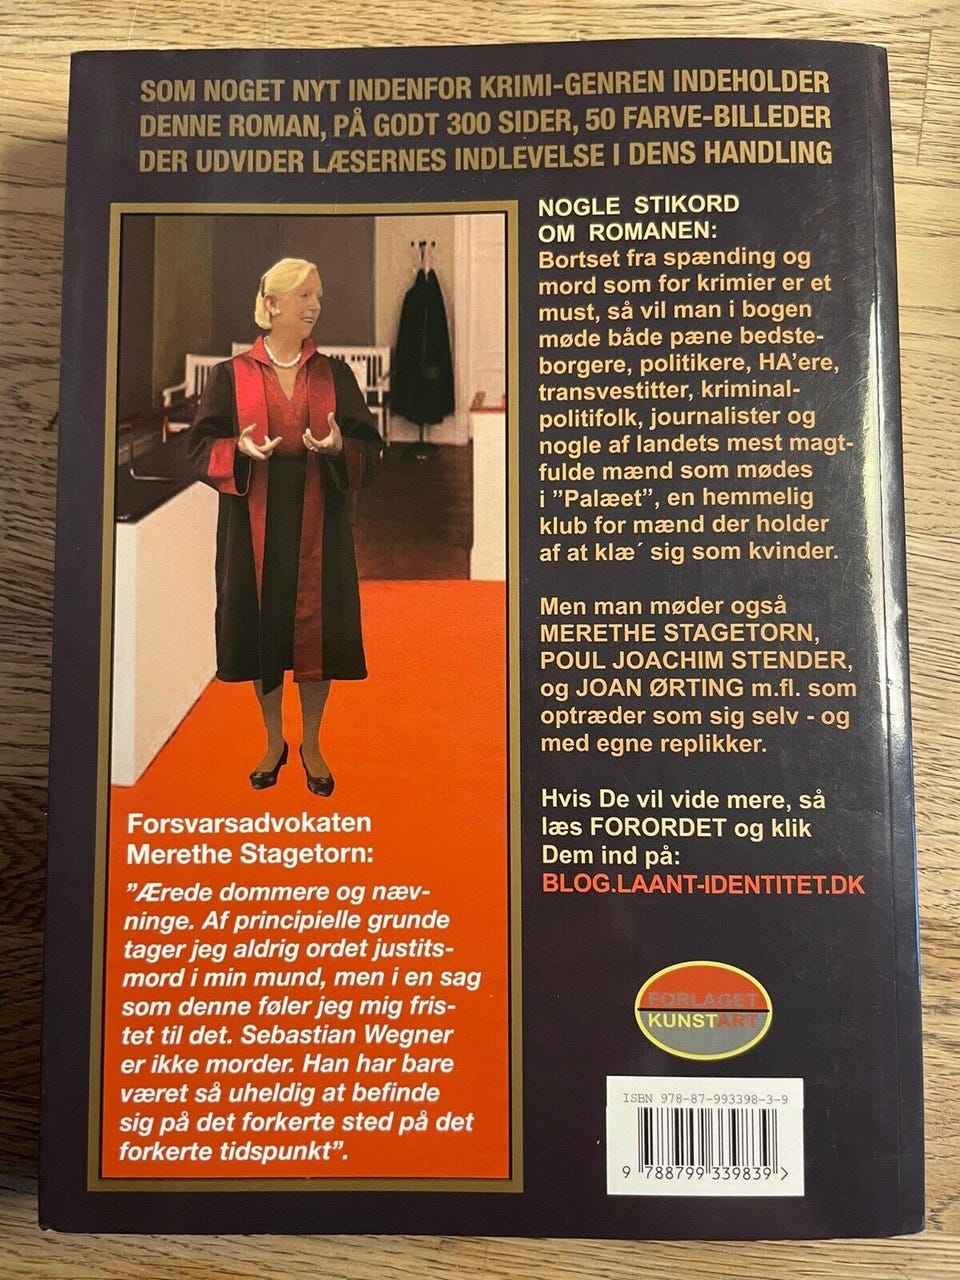 SOM NOGET NYT INDENFOR KRIMI-GENREN INDEHOLDER
DENNE ROMAN, PÅ GODT 300 SIDER, 50 FARVE-BILLEDER
DER UDVIDER LÆSERNES INDLEVELSE I DENS HANDLING
NOGLE STIKORD
OM ROMANEN:
Bortset fra spænding og
mord som for krimier er et
must, så vil man i bogen
møde både pæne bedste-
borgere, politikere, HA'ere,
transvestitter, kriminal-
politifolk, journalister og
nogle af landets mest magt-
fulde mænd som mødes
i "Palæet", en hemmelig
klub for mænd der holder
af at klæ´ sig som kvinder.
Men man møder også
MERETHE STAGETORN,
POUL JOACHIM STENDER,
og JOAN ØRTING m.fl. som
optræder som sig selv - og
med egne replikker.
Hvis De vil vide mere, så
læs FORORDET og klik
Dem ind på:
BLOG.LAANT-IDENTITET.DK
Forsvarsadvokaten
Merethe Stagetorn:
"Ærede dommere og næv-
ninge. Af principielle grunde
tager jeg aldrig ordet justits-
mord i min mund, men i en sag
som denne føler jeg mig fris-
tet til det. Sebastian Wegner
er ikke morder. Han har bare
været så uheldig at befinde
sig på det forkerte sted på det
forkerte tidspunkt".
FORLAGET
KUNSTART
ISBN 978-87-993398-3-9
9 788799 339839 >